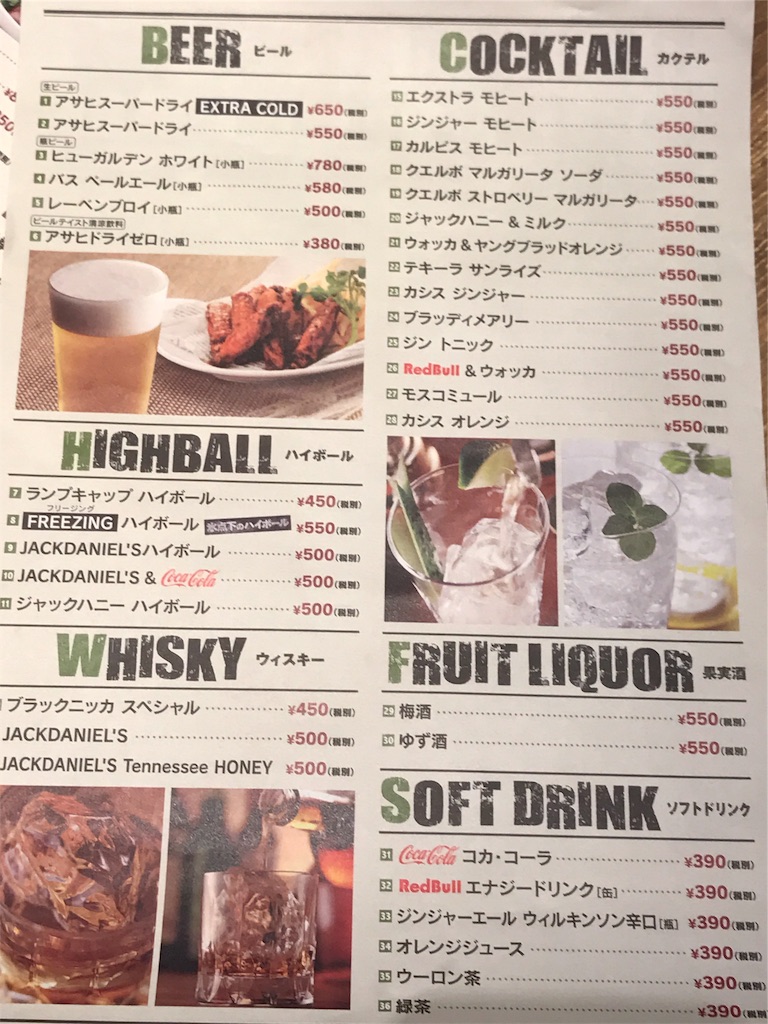 BEER ビール
生ビール
1 アサヒスーパードライ EXTRA COLD ¥650(税別)
2 アサヒスーパードライ ¥550(税別)
瓶ビール
3 ヒューガルデン ホワイト[小瓶] ¥780(税別)
4 バス ペールエール[小瓶] ¥580(税別)
5 レーベンブロイ[小瓶] ¥500(税別)
ビールテイスト清涼飲料
6 アサヒドライゼロ[小瓶] ¥380(税別)
HIGHBALL ハイボール
7 ランプキャップ ハイボール ¥450(税別)
フリージング
8 FREEZING ハイボール 氷点下のハイボール ¥550(税別)
9 JACKDANIEL'Sハイボール ¥500(税別)
10 JACKDANIEL'S & Coca-Cola ¥500(税別)
11 ジャックハニー ハイボール ¥500(税別)
WHISKY ウィスキー
ブラックニッカ スペシャル ¥450(税別)
JACKDANIEL'S ¥500(税別)
JACKDANIEL'S Tennessee HONEY ¥500(税別)
COCKTAIL カクテル
15 エクストラ モヒート ¥550(税別)
16 ジンジャー モヒート ¥550(税別)
17 カルピス モヒート ¥550(税別)
18 クエルボ マルガリータ ソーダ ¥550(税別)
19 クエルボ ストロベリー マルガリータ ¥550(税別)
20 ジャックハニー & ミルク ¥550(税別)
21 ウォッカ&ヤングブラッドオレンジ ¥550(税別)
22 テキーラ サンライズ ¥550(税別)
23 カシス ジンジャー ¥550(税別)
24 ブラッディメアリー ¥550(税別)
25 ジン トニック ¥550(税別)
26 RedBull & ウォッカ ¥550(税別)
27 モスコミュール ¥550(税別)
28 カシス オレンジ ¥550(税別)
FRUIT LIQUOR 果実酒
29 梅酒 ¥550(税別)
30 ゆず酒 ¥550(税別)
SOFT DRINK ソフトドリンク
31 Coca-Cola コカ・コーラ ¥390(税別)
32 RedBull エナジードリンク[缶] ¥390(税別)
33 ジンジャーエール ウィルキンソン辛口[瓶] ¥390(税別)
34 オレンジジュース ¥390(税別)
35 ウーロン茶 ¥390(税別)
36 緑茶 ¥390(税別)